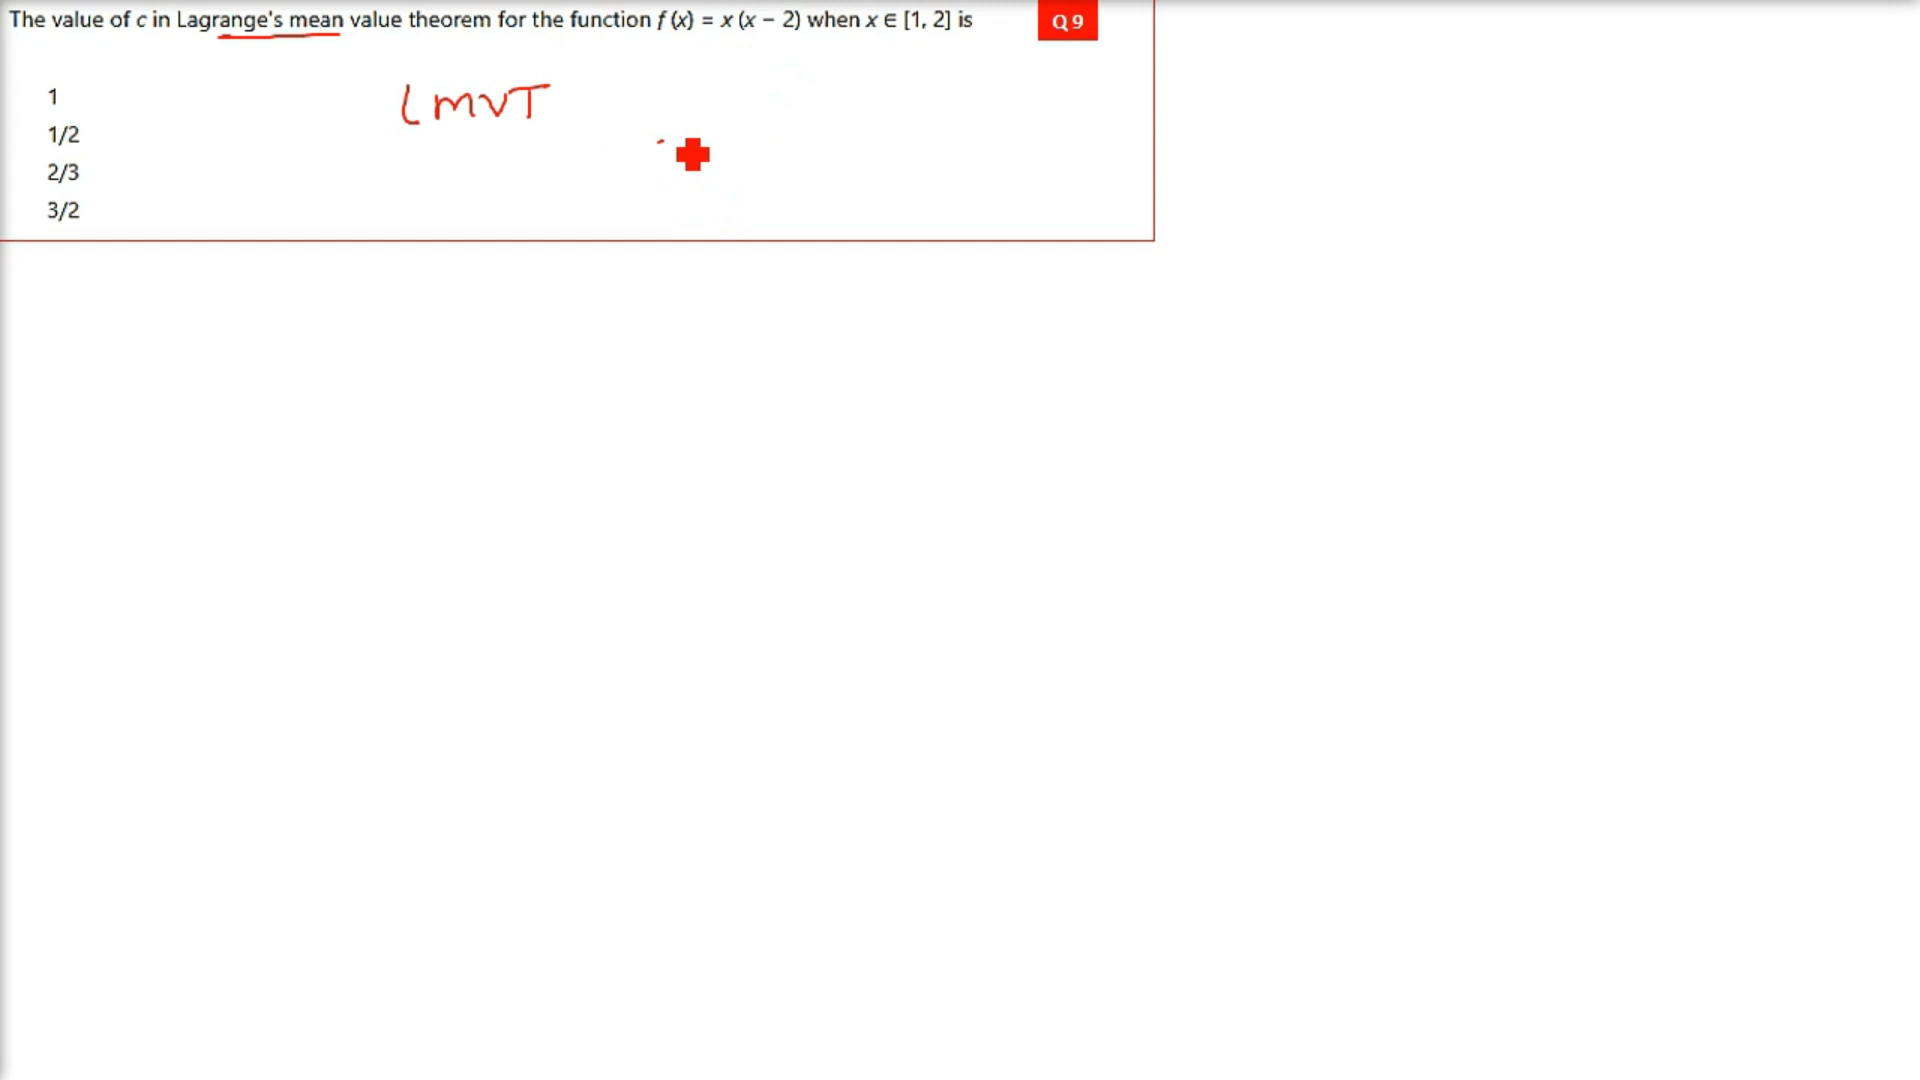 The value of c in Lagrange's mean value theorem for the function f (x) = x (x − 2) when x ∈ [1, 2] is
Q 9
1
LMVT
1/2
2/3
3/2